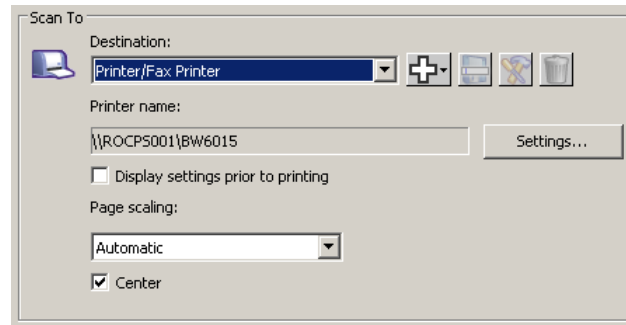 Scan To
Destination:
Printer/Fax Printer
Printer name:
\\ROCPS001\BW6015
Settings...
Display settings prior to printing
Page scaling:
Automatic
Center